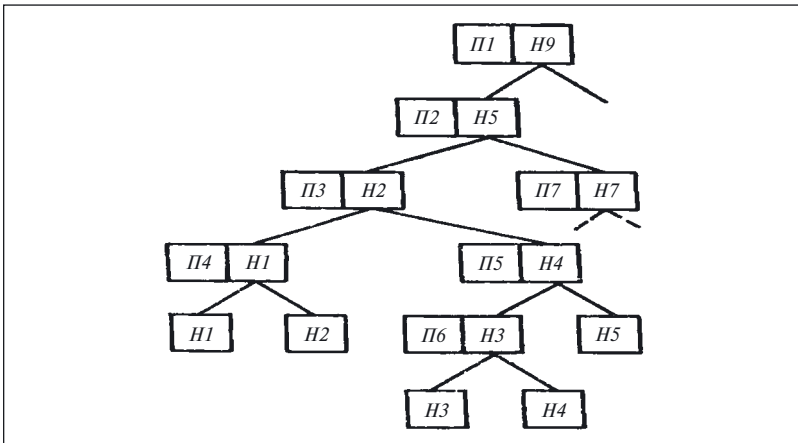 П1 Н9
П2 Н5
П3 Н2 П7 Н7
П4 Н1 П5 Н4
Н1 Н2 П6 Н3 Н5
Н3 Н4